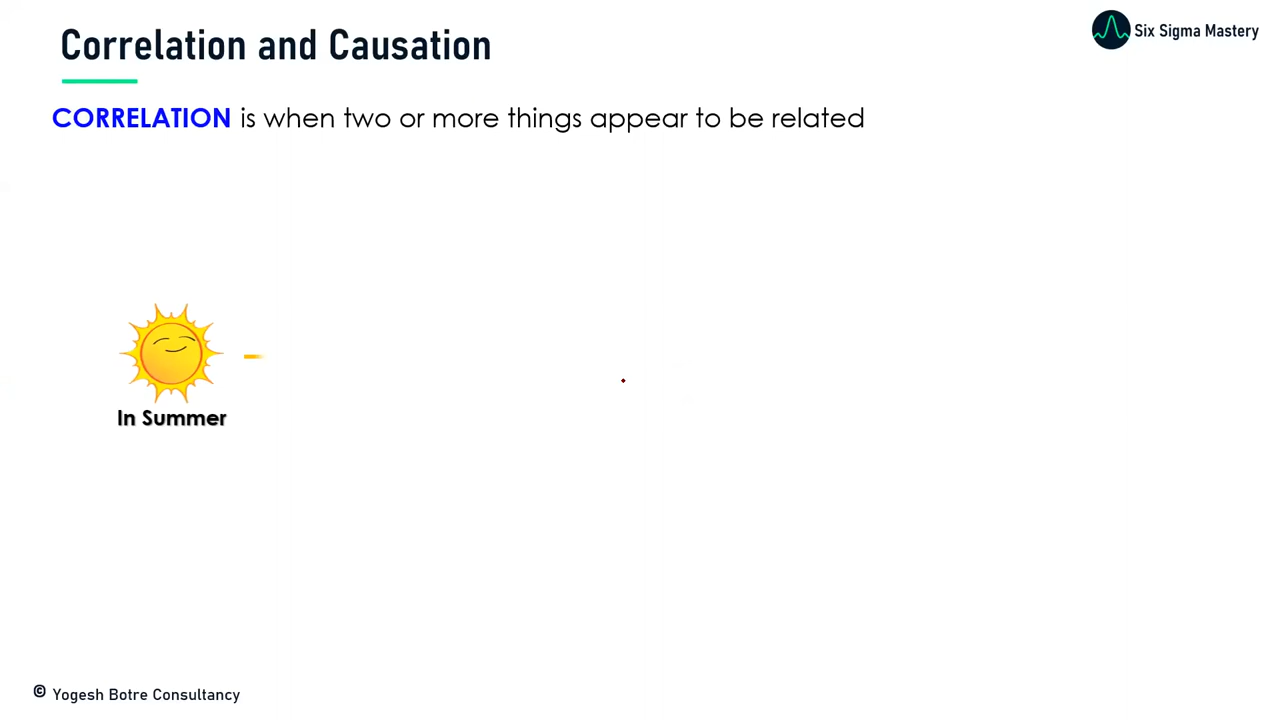 Correlation and Causation
Six Sigma Mastery
CORRELATION is when two or more things appear to be related
In Summer
© Yogesh Botre Consultancy